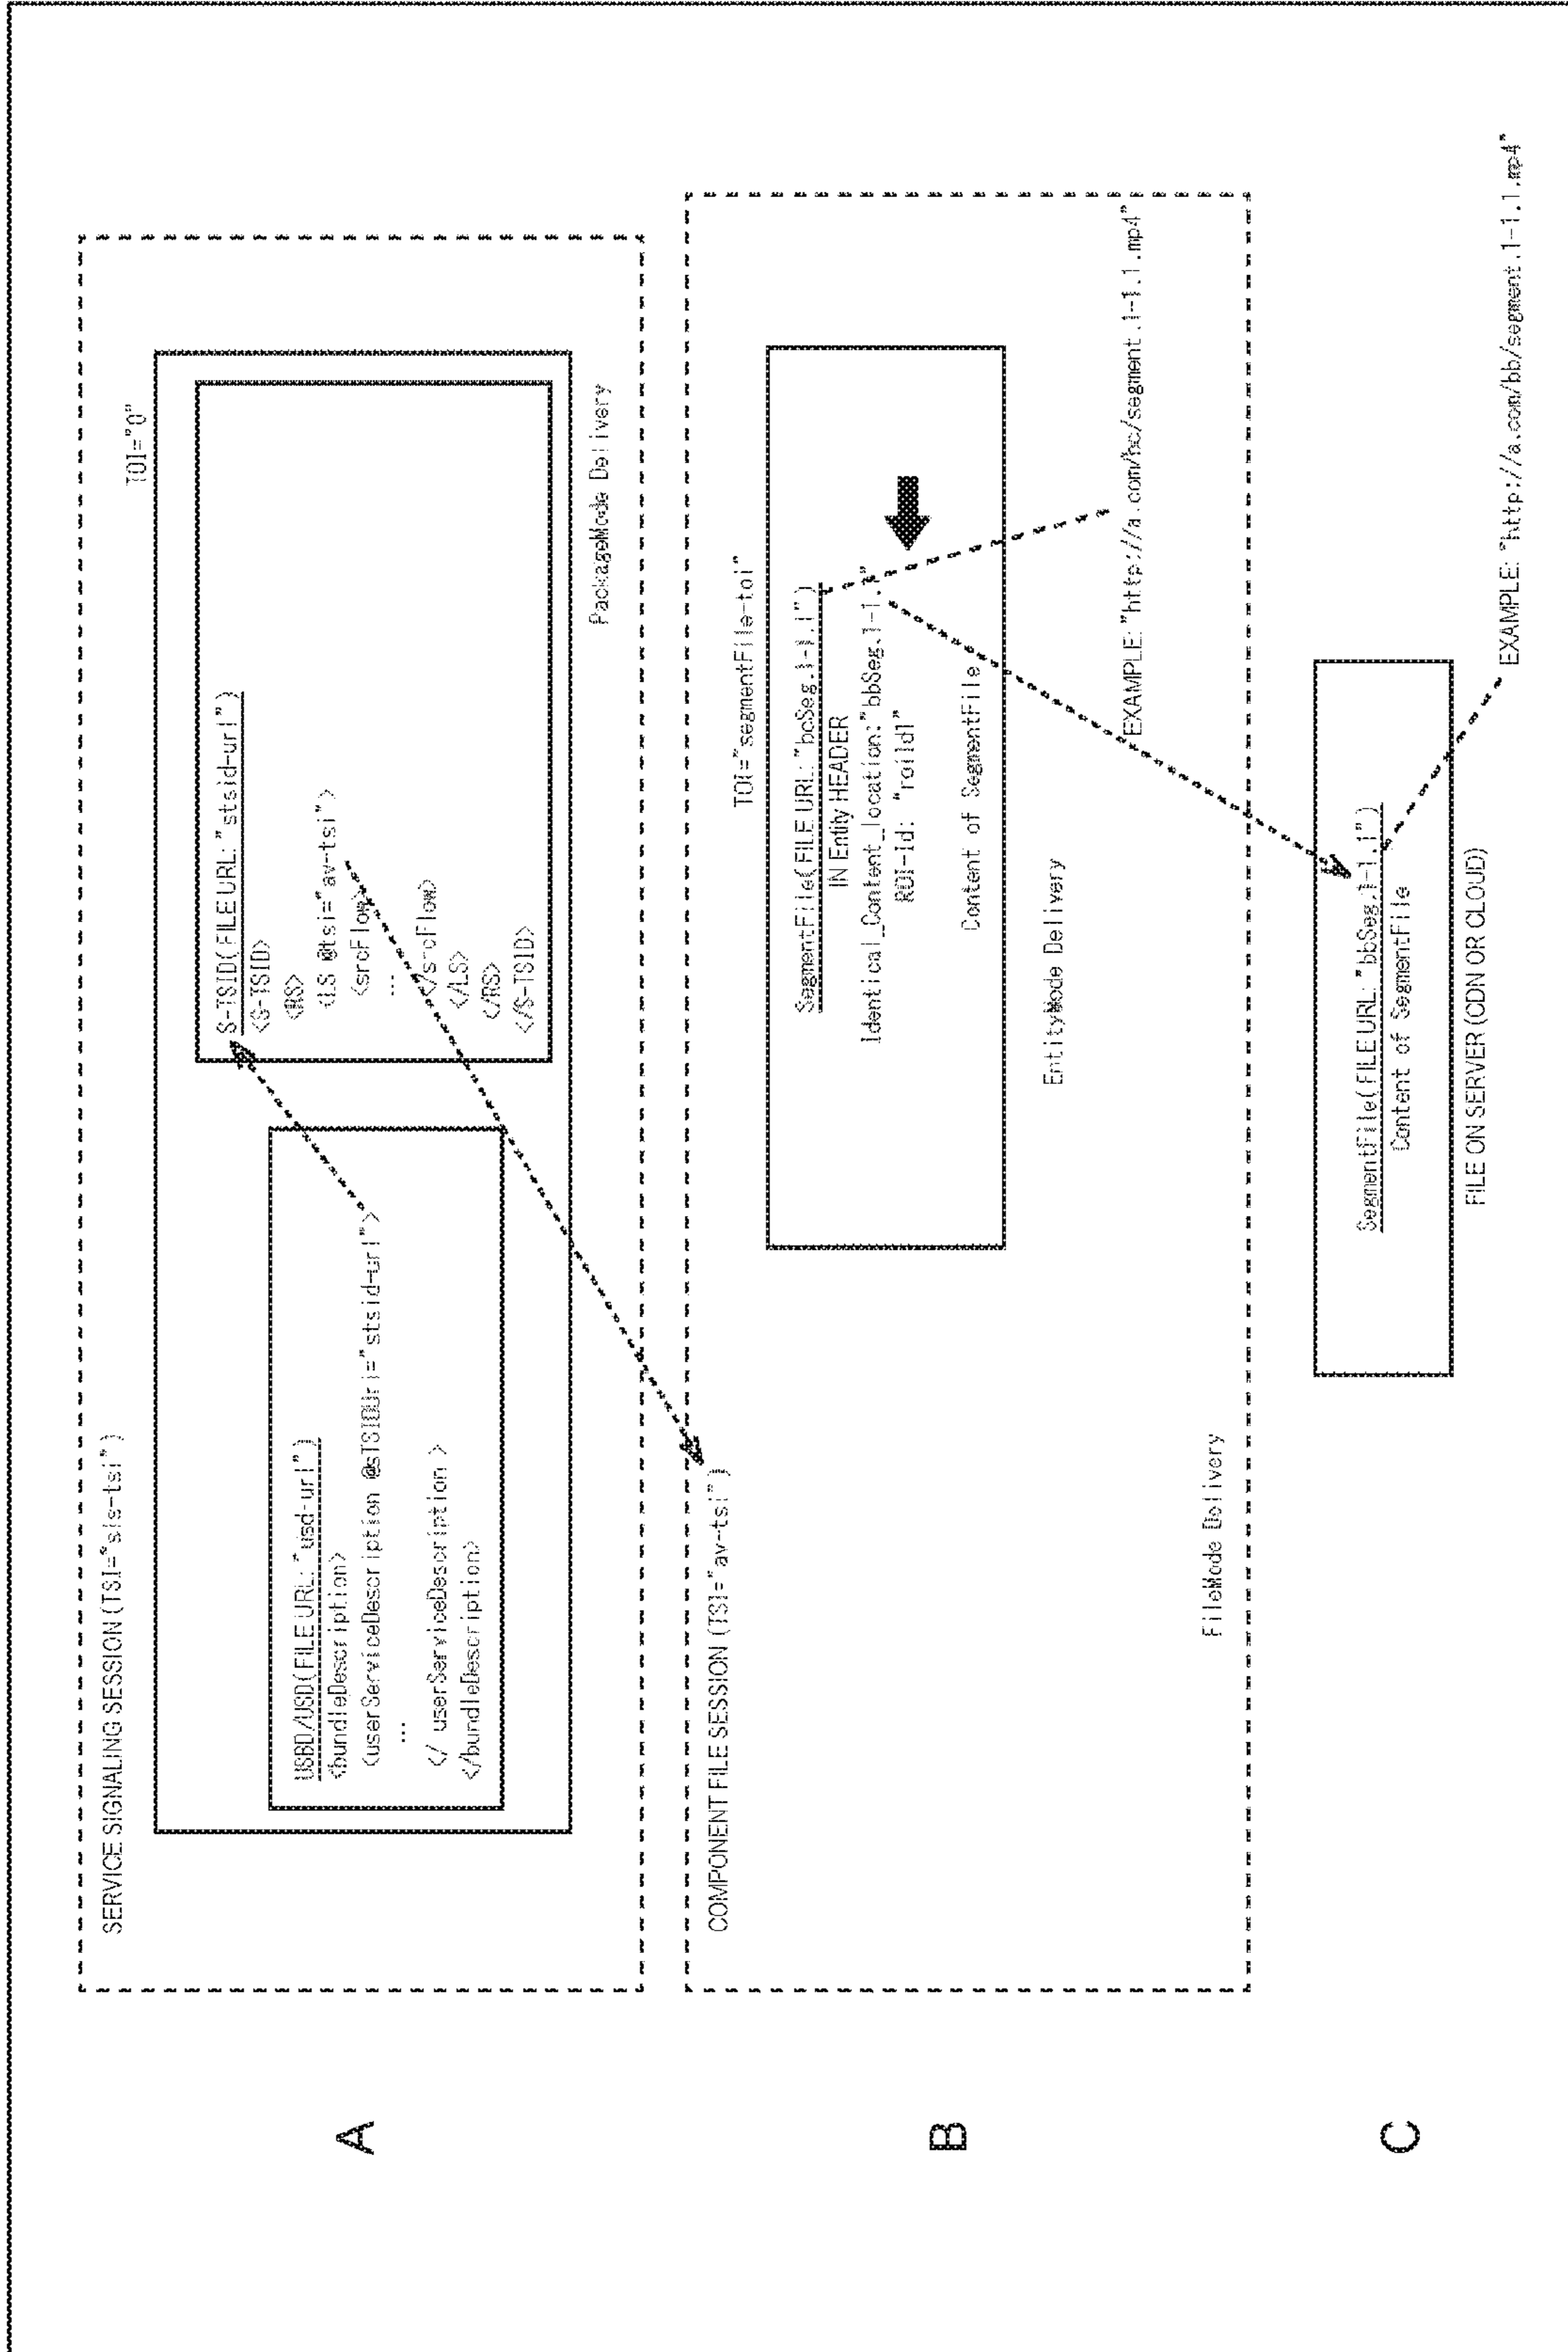 A
SERVICE SIGNALING SESSION (TSI="sls-tsi")
TOI="0"
USBD/USD(FILE URL: "usd-url")
<bundleDescription>
<userServiceDescription @sTSIDUri="stsid-url">
...
</ userServiceDescription >
</bundleDescription>
S-TSID(FILE URL: "stsid-url")
<S-TSID>
<RS>
<LS @tsi="av-tsi">
<srcFlow>
...
</srcFlow>
</LS>
</RS>
</S-TSID>
PackageMode Delivery
B
COMPONENT FILE SESSION (TSI="av-tsi")
TOI="segmentFile-toi"
SegmentFile(FILE URL: "bcSeg.1-1.1")
IN Entity HEADER
Identical_Content_location:"bbSeg.1-1.1"
ROI-Id: "roiId1"
Content of SegmentFile
EntityMode Delivery
EXAMPLE: "http://a.com/bc/segment.1-1.1.mp4"
FileMode Delivery
C
SegmentFile(FILE URL: "bbSeg.1-1.1")
Content of SegmentFile
FILE ON SERVER (CDN OR CLOUD)
EXAMPLE: "http://a.com/bb/segment.1-1.1.mp4"